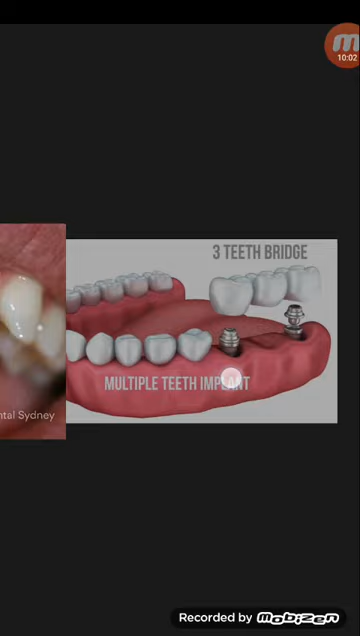 10:02
3 TEETH BRIDGE
MULTIPLE TEETH IMPLANT
ntal Sydney
Recorded by MOBIZEN